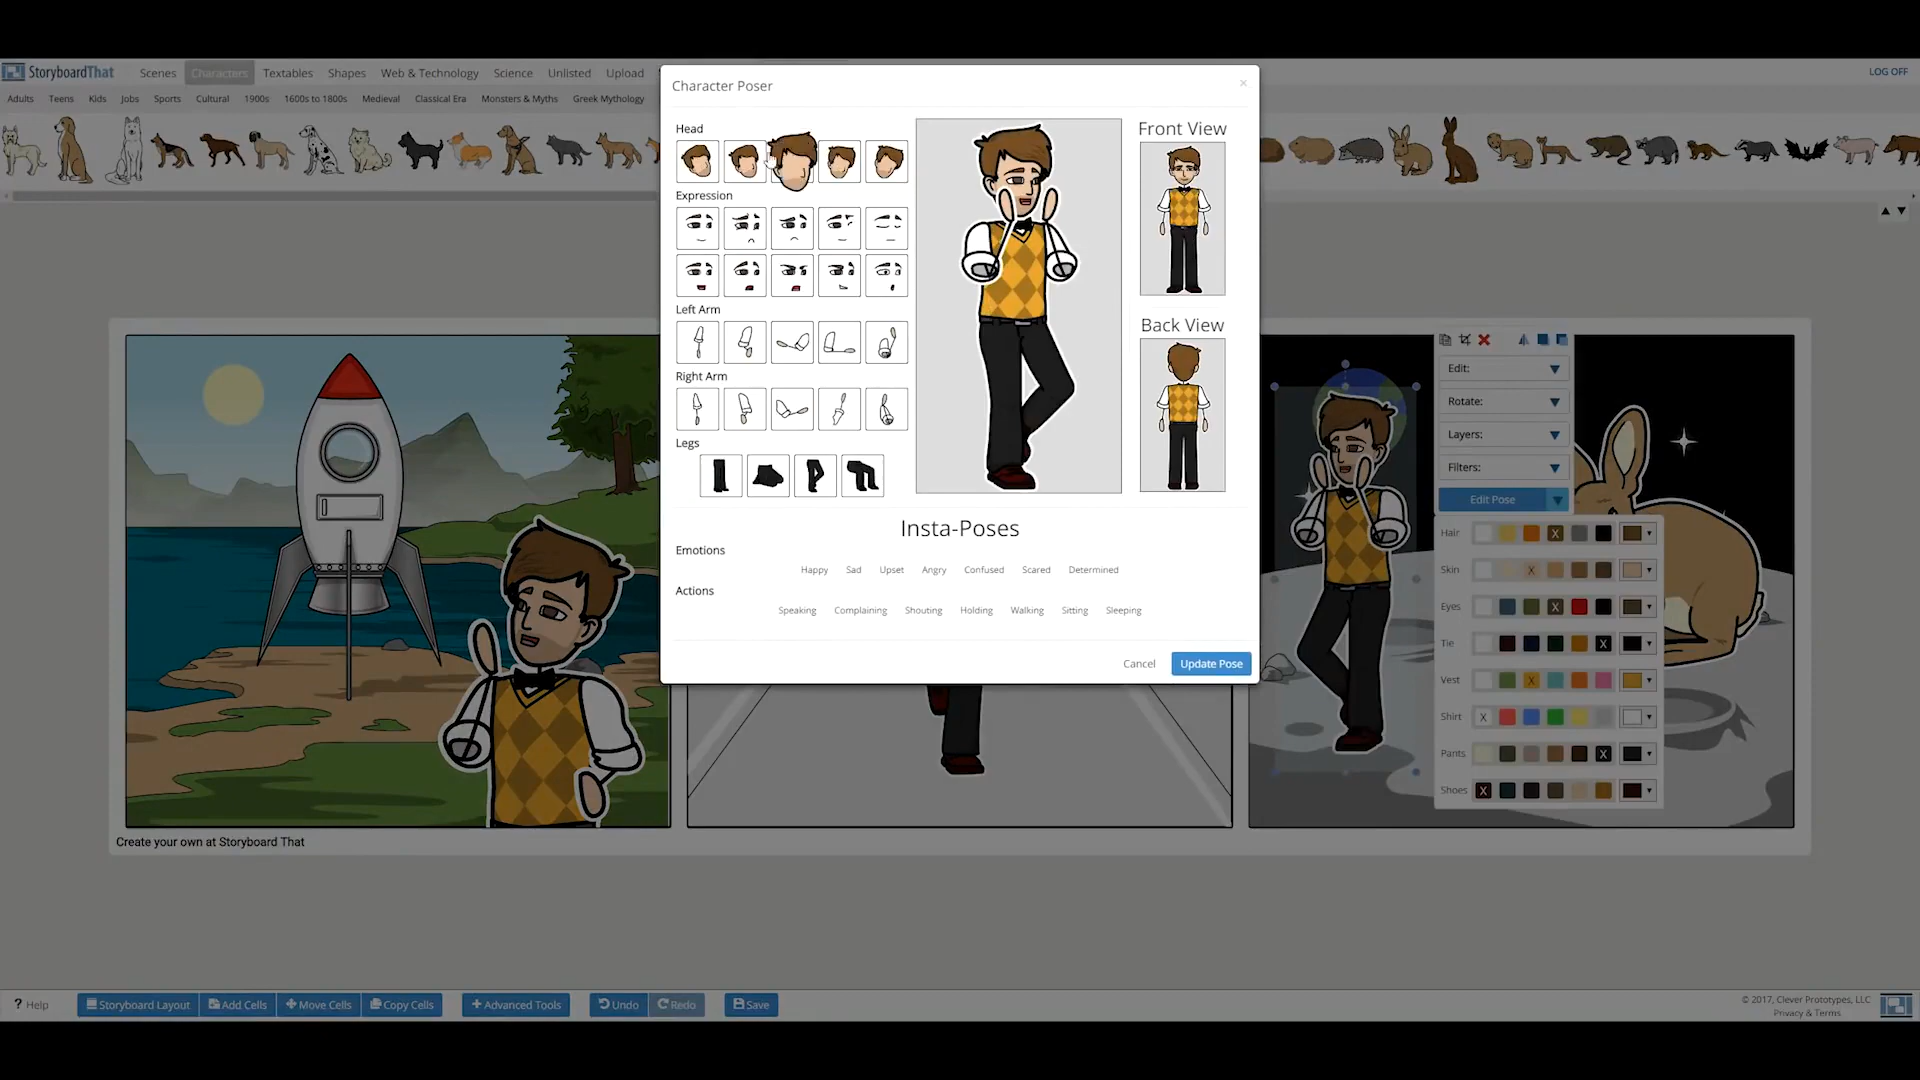 StoryboardThat
Scenes Characters Textables Shapes Web & Technology Science Unlisted Upload
LOG OFF
Adults Teens Kids Jobs Sports Cultural 1900s 1600s to 1800s Medieval Classical Era Monsters & Myths Greek Mythology
Character Poser
×
Head
Expression
Left Arm
Right Arm
Legs
Front View
Back View
Insta-Poses
Emotions
Happy Sad Upset Angry Confused Scared Determined
Actions
Speaking Complaining Shouting Holding Walking Sitting Sleeping
Cancel Update Pose
Edit:
Rotate:
Layers:
Filters:
Edit Pose
Hair X
Skin X
Eyes X
Tie X
Vest X
Shirt X
Pants X
Shoes X
Create your own at Storyboard That
? Help Storyboard Layout Add Cells Move Cells Copy Cells + Advanced Tools Undo Redo Save
© 2017, Clever Prototypes, LLC
Privacy & Terms